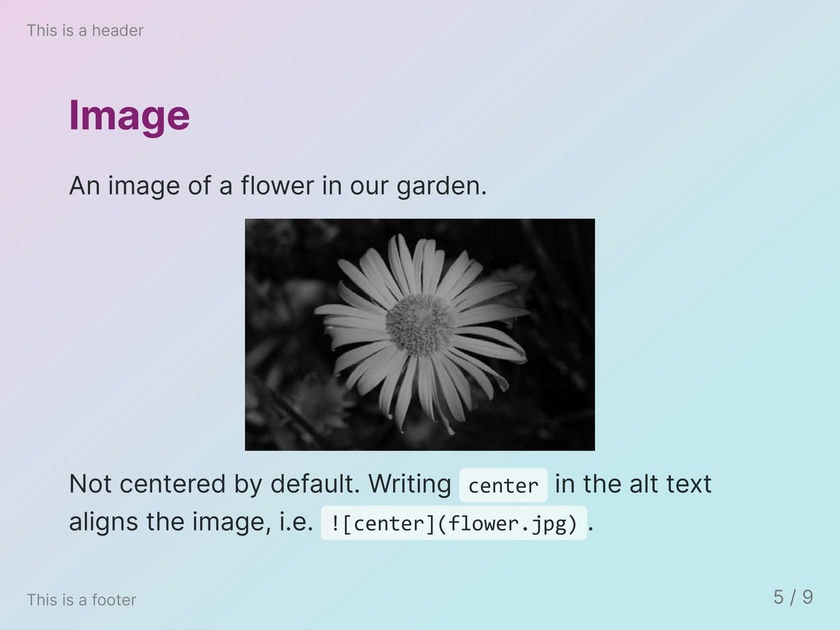 This is a header
Image
An image of a flower in our garden.
Not centered by default. Writing center in the alt text
aligns the image, i.e. ![center](flower.jpg).
This is a footer
5 / 9